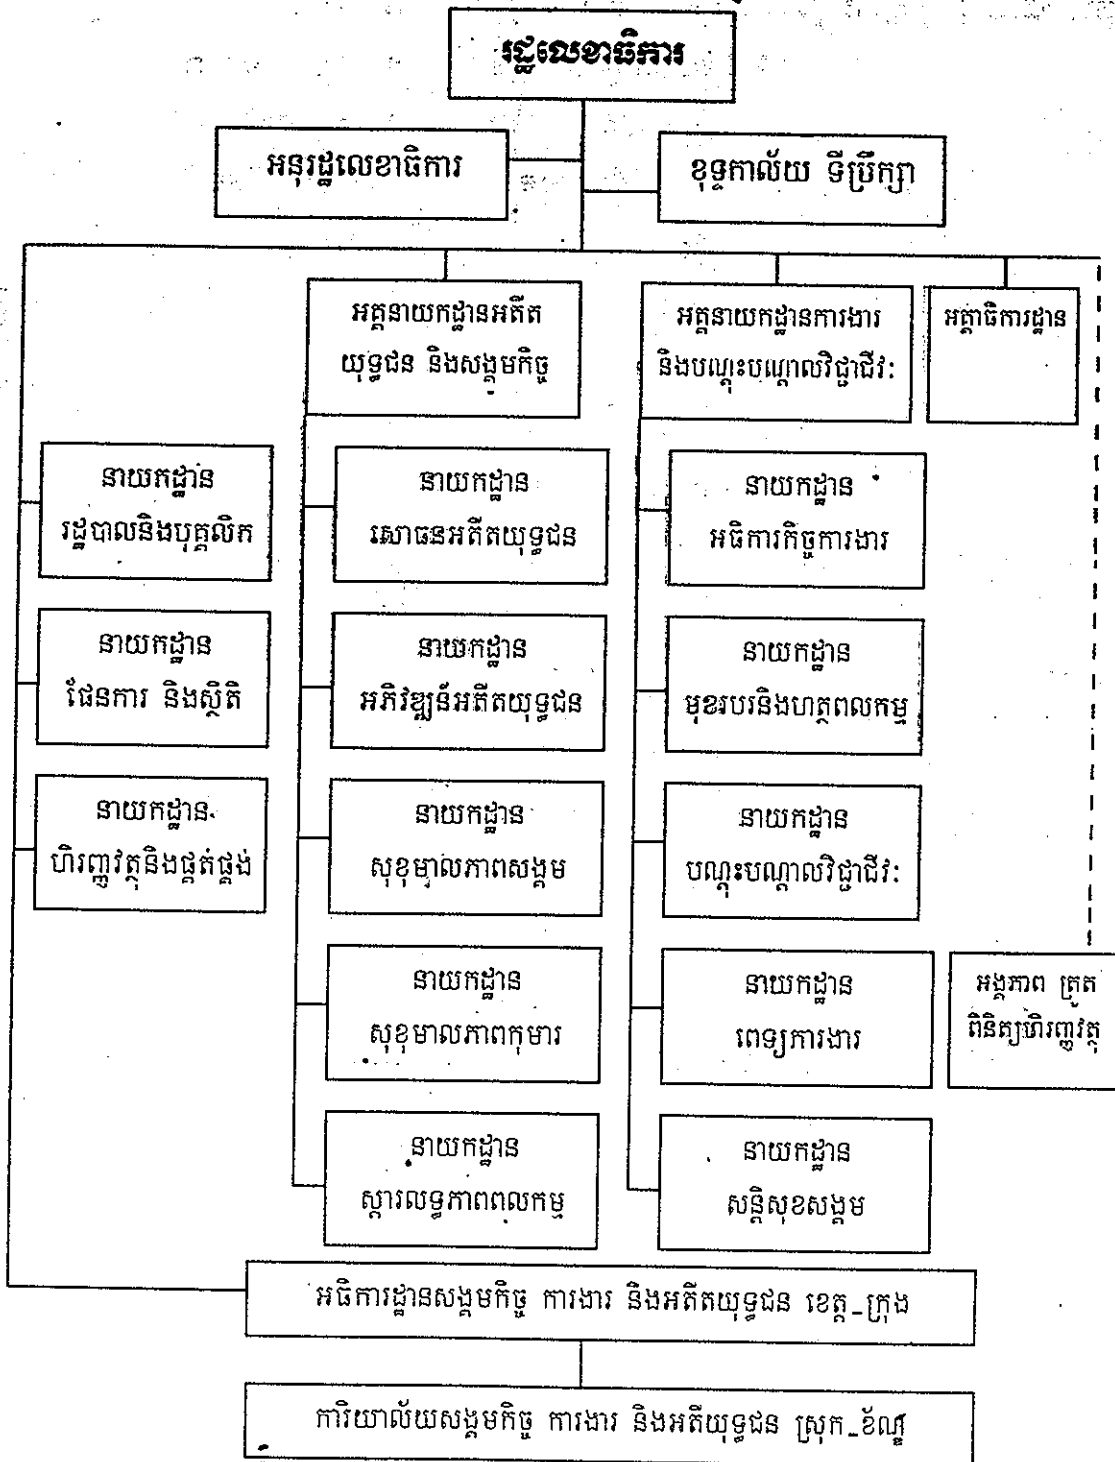 រដ្ឋលេខាធិការ
អនុរដ្ឋលេខាធិការ
ខុទ្ទកាល័យ ទីប្រឹក្សា
អគ្គនាយកដ្ឋានអតីត
យុទ្ធជន និងសង្គមកិច្ច
អគ្គនាយកដ្ឋានការងារ
និងបណ្តុះបណ្តាលវិជ្ជាជីវៈ
អគ្គាធិការដ្ឋាន
នាយកដ្ឋាន
រដ្ឋបាលនិងបុគ្គលិក
នាយកដ្ឋាន
ផែនការ និងស្ថិតិ
នាយកដ្ឋាន
ហិរញ្ញវត្ថុនិងផ្គត់ផ្គង់
នាយកដ្ឋាន
សោធនអតីតយុទ្ធជន
នាយកដ្ឋាន
អភិវឌ្ឍន៍អតីតយុទ្ធជន
នាយកដ្ឋាន
សុខុមាលភាពសង្គម
នាយកដ្ឋាន
សុខុមាលភាពកុមារ
នាយកដ្ឋាន
ស្តារលទ្ធភាពពលកម្ម
នាយកដ្ឋាន
អធិការកិច្ចការងារ
នាយកដ្ឋាន
មុខរបរនិងហត្ថពលកម្ម
នាយកដ្ឋាន
បណ្តុះបណ្តាលវិជ្ជាជីវៈ
នាយកដ្ឋាន
ពេទ្យការងារ
នាយកដ្ឋាន
សន្តិសុខសង្គម
អង្គភាព ត្រួត
ពិនិត្យហិរញ្ញវត្ថុ
អធិការដ្ឋានសង្គមកិច្ច ការងារ និងអតីតយុទ្ធជន ខេត្ត-ក្រុង
ការិយាល័យសង្គមកិច្ច ការងារ និងអតីយុទ្ធជន ស្រុក-ខ័ណ្ឌ